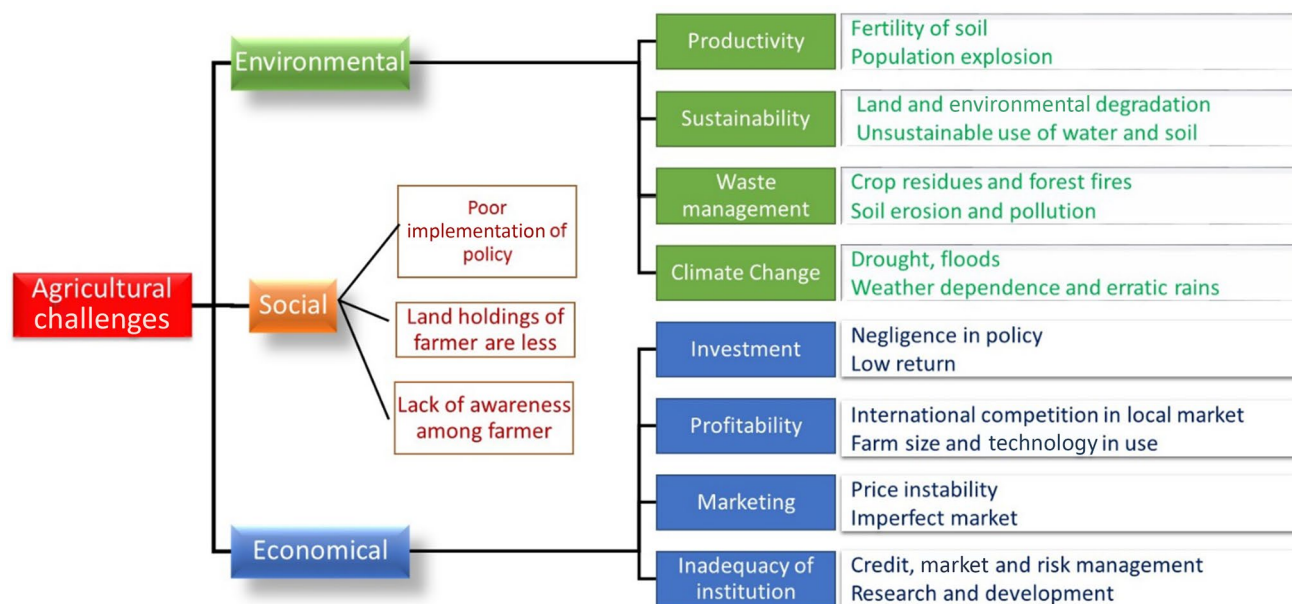 Agricultural
challenges
Environmental
Productivity
Fertility of soil
Population explosion
Sustainability
Land and environmental degradation
Unsustainable use of water and soil
Waste
management
Crop residues and forest fires
Soil erosion and pollution
Climate Change
Drought, floods
Weather dependence and erratic rains
Social
Poor
implementation of
policy
Land holdings of
farmer are less
Lack of awareness
among farmer
Economical
Investment
Negligence in policy
Low return
Profitability
International competition in local market
Farm size and technology in use
Marketing
Price instability
Imperfect market
Inadequacy of
institution
Credit, market and risk management
Research and development